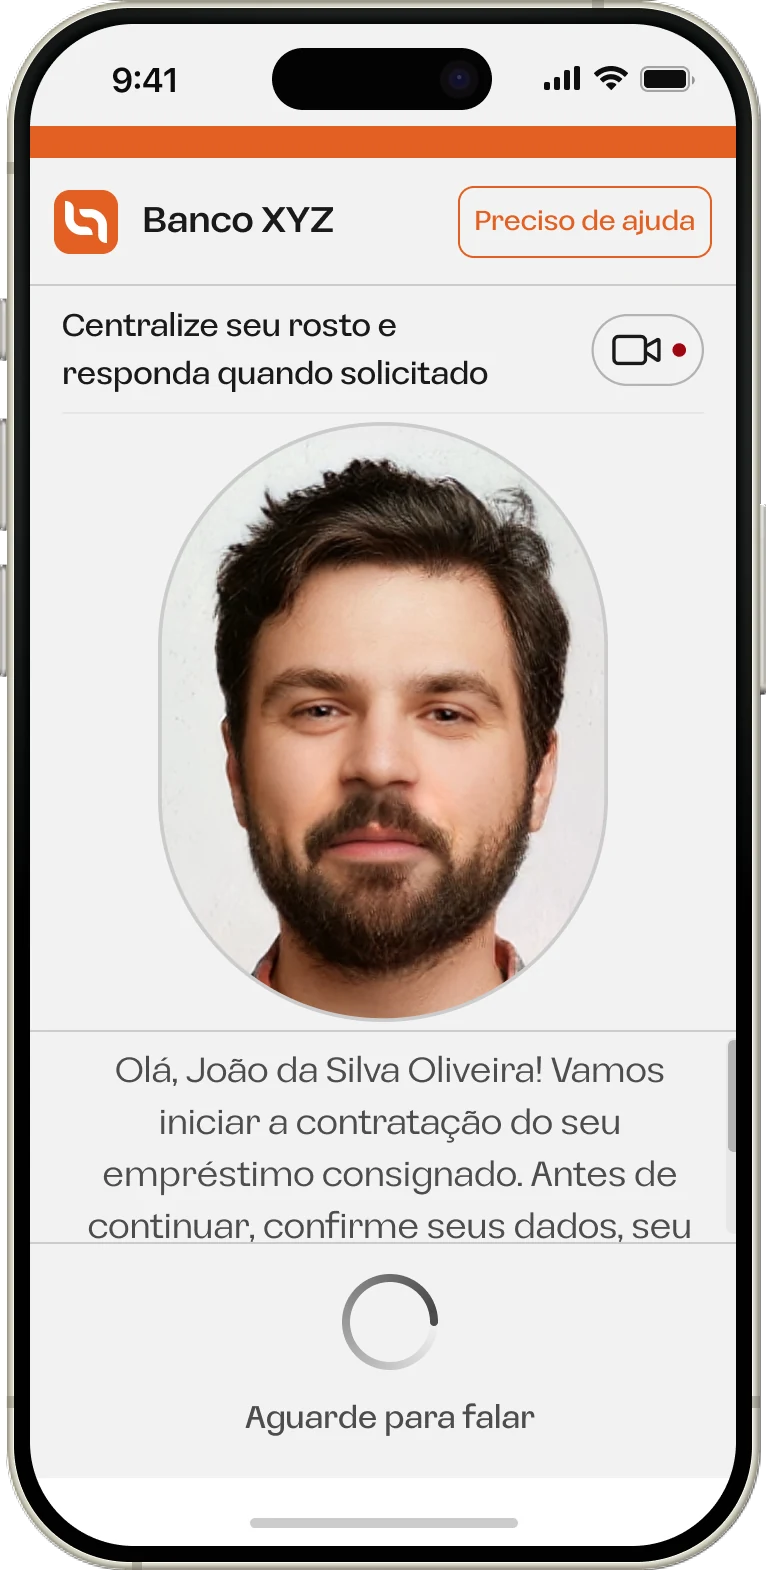 9:41
Banco XYZ
Preciso de ajuda
Centralize seu rosto e
responda quando solicitado
Olá, João da Silva Oliveira! Vamos
iniciar a contratação do seu
empréstimo consignado. Antes de
continuar, confirme seus dados, seu
Aguarde para falar